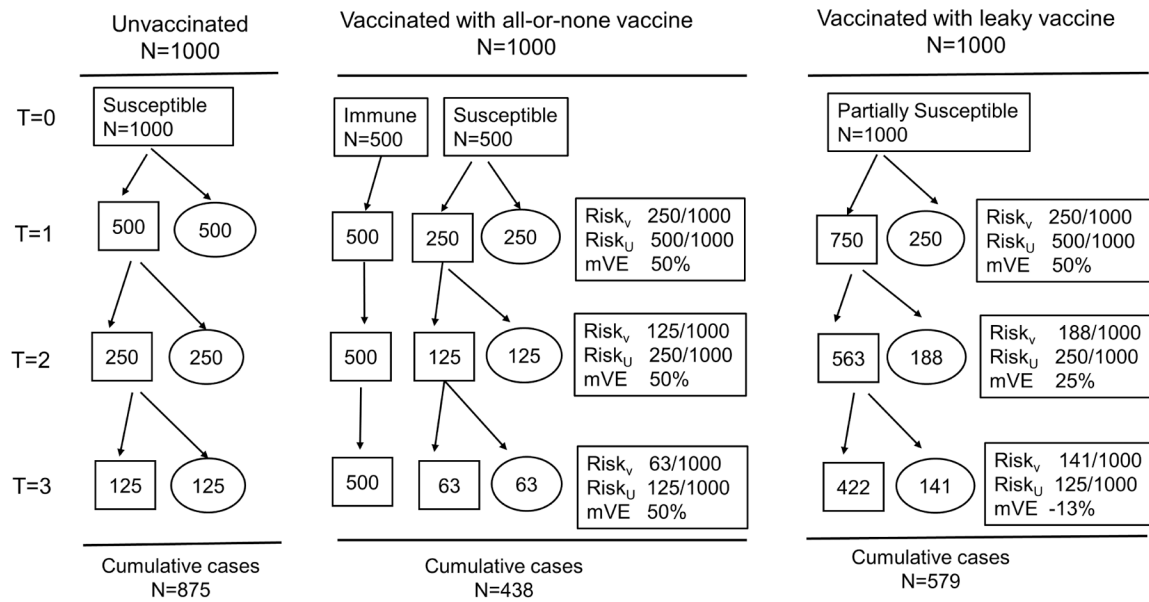 Unvaccinated
N=1000
Vaccinated with all-or-none vaccine
N=1000
Vaccinated with leaky vaccine
N=1000
T=0
Susceptible
N=1000
Immune
N=500
Susceptible
N=500
Partially Susceptible
N=1000
T=1
500
500
500
250
250
Riskv 250/1000
RiskU 500/1000
mVE 50%
750
250
Riskv 250/1000
RiskU 500/1000
mVE 50%
T=2
250
250
500
125
125
Riskv 125/1000
RiskU 250/1000
mVE 50%
563
188
Riskv 188/1000
RiskU 250/1000
mVE 25%
T=3
125
125
500
63
63
Riskv 63/1000
RiskU 125/1000
mVE 50%
422
141
Riskv 141/1000
RiskU 125/1000
mVE -13%
Cumulative cases
N=875
Cumulative cases
N=438
Cumulative cases
N=579